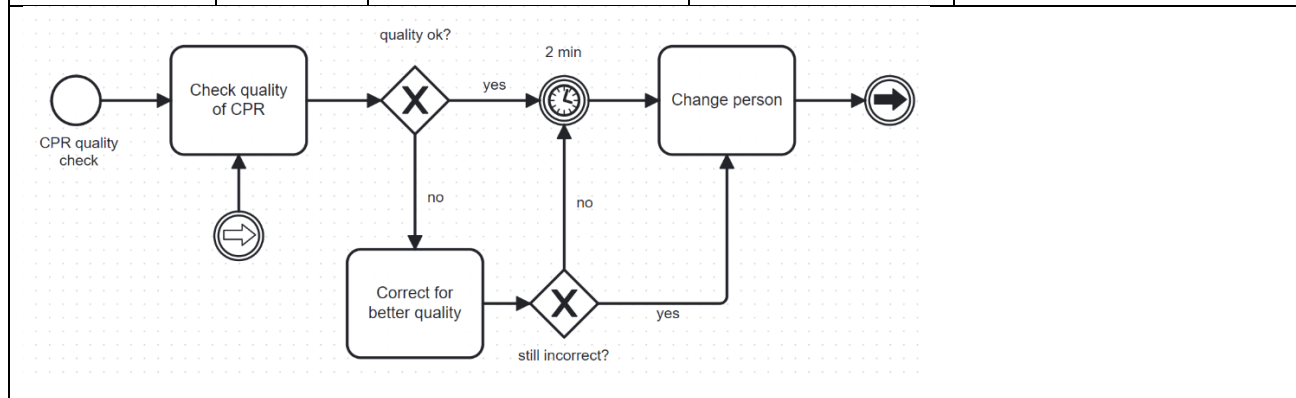 quality ok?
2 min
Check quality
of CPR
yes
Change person
CPR quality
check
no
no
Correct for
better quality
yes
still incorrect?